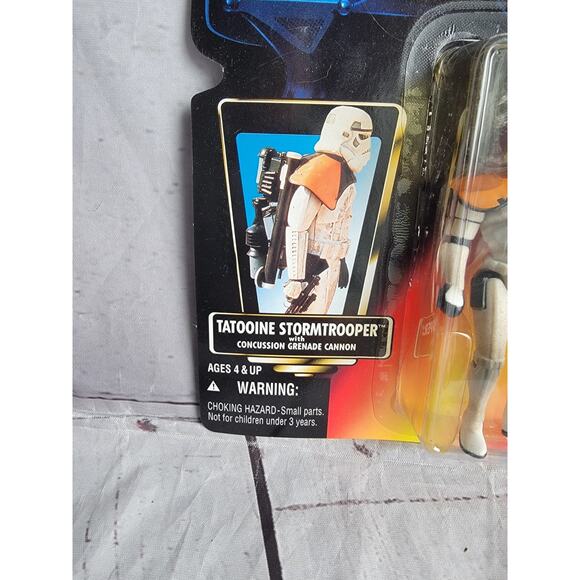 TATOOINE STORMTROOPER™
with
CONCUSSION GRENADE CANNON
AGES 4 & UP
WARNING:
CHOKING HAZARD-Small parts.
Not for children under 3 years.